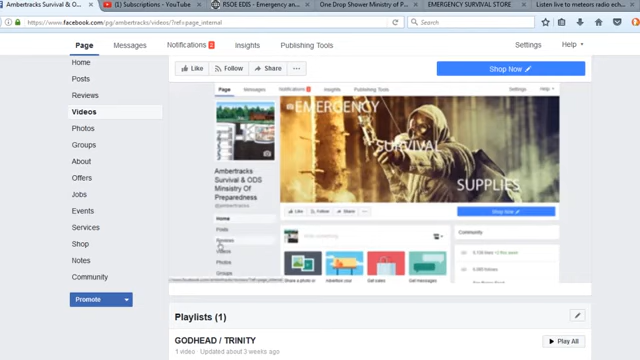 Ambertracks Survival & O...
(1) Subscriptions - YouTube
RSOE EDIS - Emergency an...
One Drop Shower Ministry of P...
EMERGENCY SURVIVAL STORE
Listen live to meteors radio echo...
https://www.facebook.com/pg/ambertracks/videos/?ref=page_internal
Search
Page
Messages
Notifications 2
Insights
Publishing Tools
Settings
Help
Home
Posts
Reviews
Videos
Photos
Groups
About
Offers
Jobs
Events
Services
Shop
Notes
Community
Promote
Like
Follow
Share
Shop Now
Page
Messages
Notifications
Insights
Publishing Tools
Settings
Help
EMERGENCY
SURVIVAL
SUPPLIES
Ambertracks
Survival & ODS
Ministry Of
Preparedness
@ambertracks
Home
Posts
Reviews
Videos
Photos
Groups
Like
Follow
Share
Shop Now
Community
Playlists (1)
GODHEAD / TRINITY
1 video · Updated about 3 weeks ago
Play All